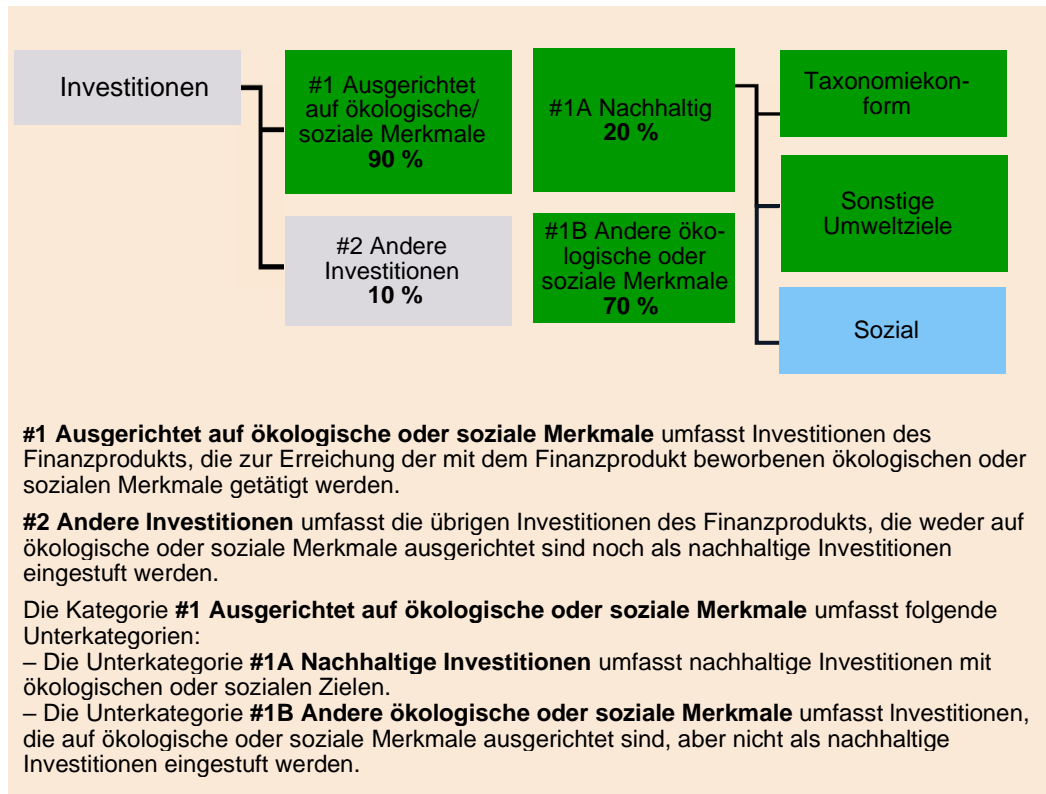 Investitionen
#1 Ausgerichtet
auf ökologische/
soziale Merkmale
90 %
#2 Andere
Investitionen
10 %
#1A Nachhaltig
20 %
#1B Andere öko-
logische oder
soziale Merkmale
70 %
Taxonomiekon-
form
Sonstige
Umweltziele
Sozial
#1 Ausgerichtet auf ökologische oder soziale Merkmale umfasst Investitionen des
Finanzprodukts, die zur Erreichung der mit dem Finanzprodukt beworbenen ökologischen oder
sozialen Merkmale getätigt werden.
#2 Andere Investitionen umfasst die übrigen Investitionen des Finanzprodukts, die weder auf
ökologische oder soziale Merkmale ausgerichtet sind noch als nachhaltige Investitionen
eingestuft werden.
Die Kategorie #1 Ausgerichtet auf ökologische oder soziale Merkmale umfasst folgende
Unterkategorien:
– Die Unterkategorie #1A Nachhaltige Investitionen umfasst nachhaltige Investitionen mit
ökologischen oder sozialen Zielen.
– Die Unterkategorie #1B Andere ökologische oder soziale Merkmale umfasst Investitionen,
die auf ökologische oder soziale Merkmale ausgerichtet sind, aber nicht als nachhaltige
Investitionen eingestuft werden.